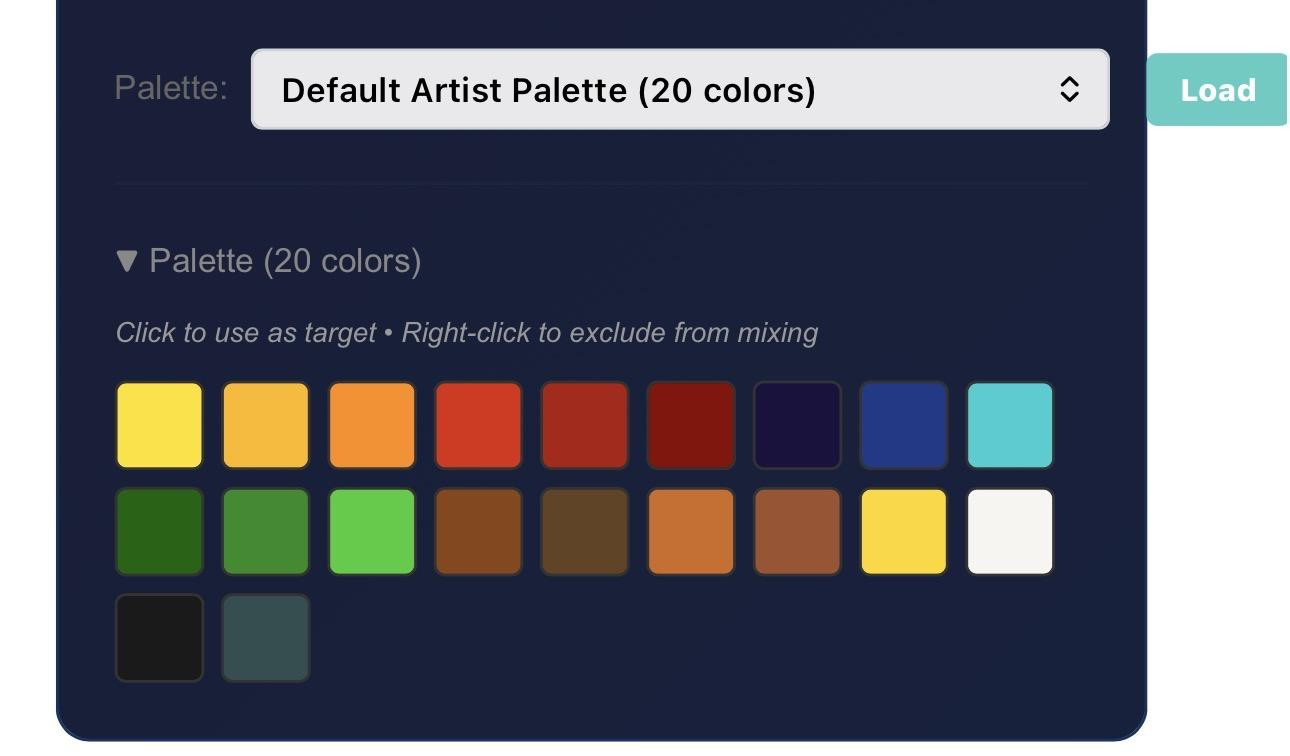 Palette: Default Artist Palette (20 colors) Load
▼ Palette (20 colors)
Click to use as target • Right-click to exclude from mixing